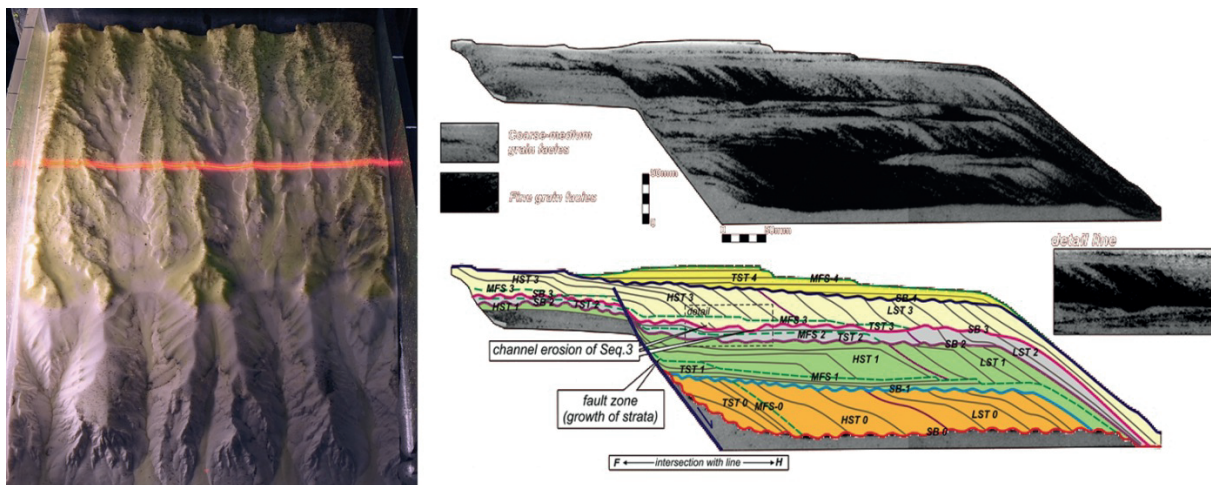 Coarse-medium
grain facies
Fine grain facies
50mm
0
0
50mm
detail line
HST 3
MFS 3
SB 3
SB 2
TST 2
HST 1
TST 4
MFS-4
SB 4
HST 3
LST 3
detail
MFS-3
TST 3
SB 3
MFS 2
TST 2
SB 2
LST 2
channel erosion of Seq.3
HST 1
LST 1
TST 1
MFS-1
SB-1
fault zone
(growth of strata)
TST 0
MFS-0
HST 0
LST 0
SB 0
F
intersection with line
H